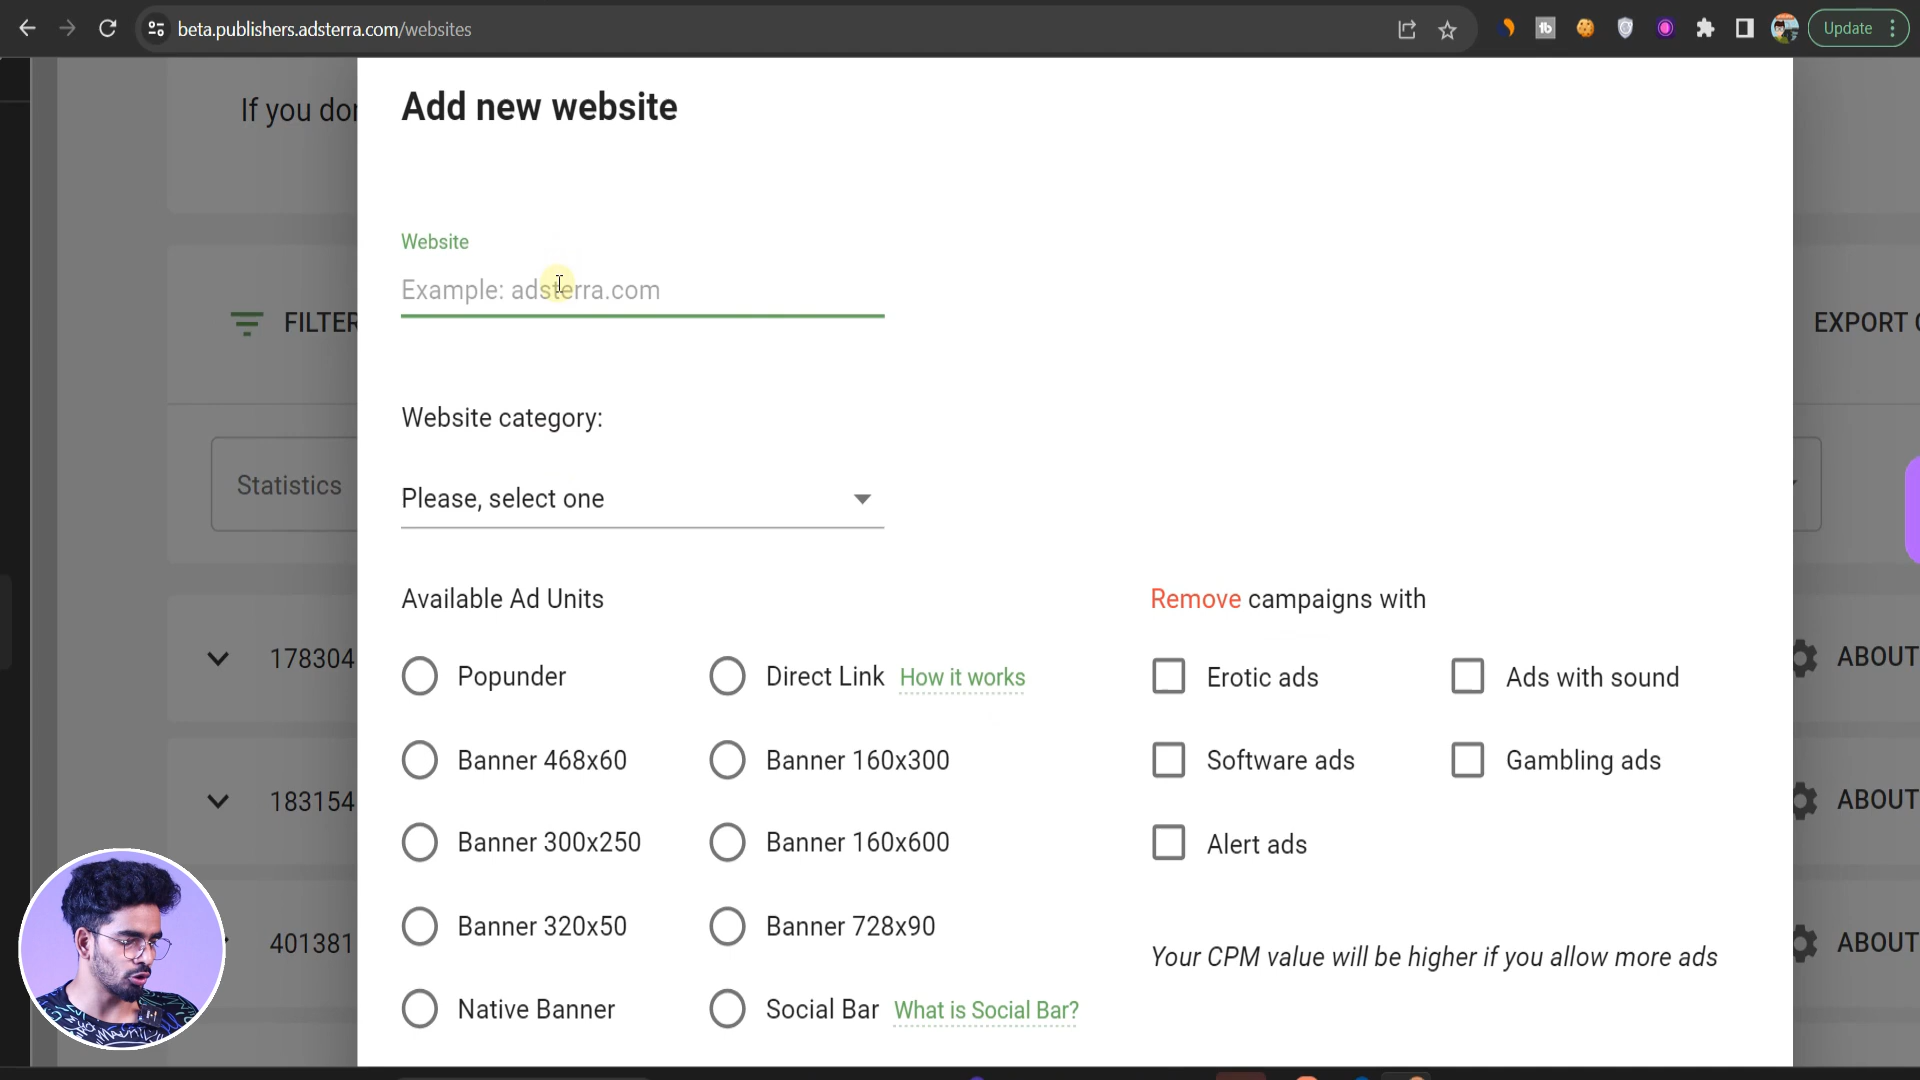 beta.publishers.adsterra.com/websites
Update
Add new website
If you don
Website
Example: adsterra.com
FILTER
EXPORT
Website category:
Statistics
Please, select one
Available Ad Units
Remove campaigns with
178304
Popunder
Direct Link How it works
Erotic ads
Ads with sound
ABOUT
Banner 468x60
Banner 160x300
Software ads
Gambling ads
183154
ABOUT
Banner 300x250
Banner 160x600
Alert ads
401381
Banner 320x50
Banner 728x90
Your CPM value will be higher if you allow more ads
ABOUT
Native Banner
Social Bar What is Social Bar?